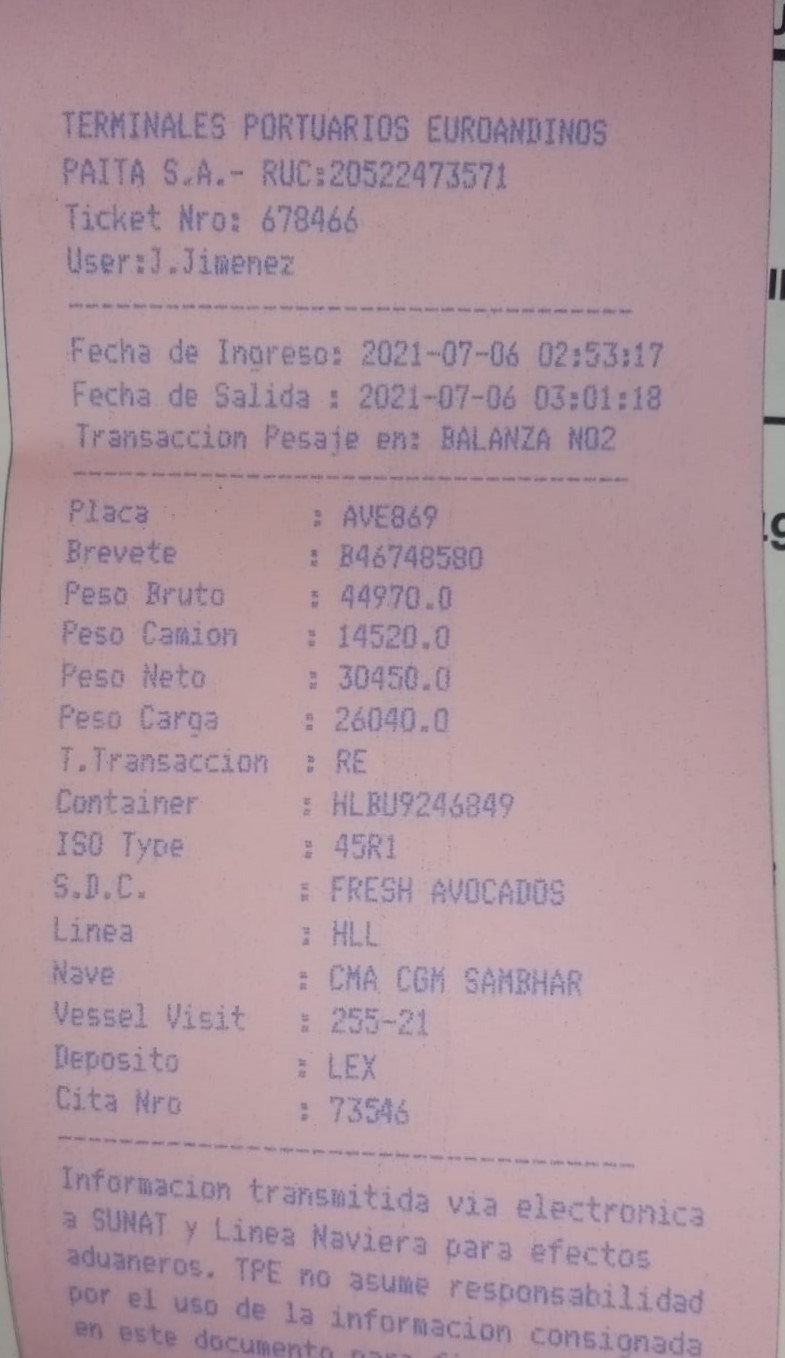 TERMINALES PORTUARIOS EUROANDINOS
PAITA S.A.- RUC:20522473571
Ticket Nro: 678466
User:J.Jimenez
Fecha de Ingreso: 2021-07-06 02:53:17
Fecha de Salida : 2021-07-06 03:01:18
Transaccion Pesaje en: BALANZA NO2
Placa : AVE869
Brevete : B46748580
Peso Bruto : 44970.0
Peso Camion : 14520.0
Peso Neto : 30450.0
Peso Carga : 26040.0
T.Transaccion : RE
Container : HLBU9246849
ISO Type : 45R1
S.D.C. : FRESH AVOCADOS
Linea : HLL
Nave : CMA CGM SAMBHAR
Vessel Visit : 255-21
Deposito : LEX
Cita Nro : 73546
Informacion transmitida via electronica
a SUNAT y Linea Naviera para efectos
aduaneros. TPE no asume responsabilidad
por el uso de la informacion consignada
en este documento para